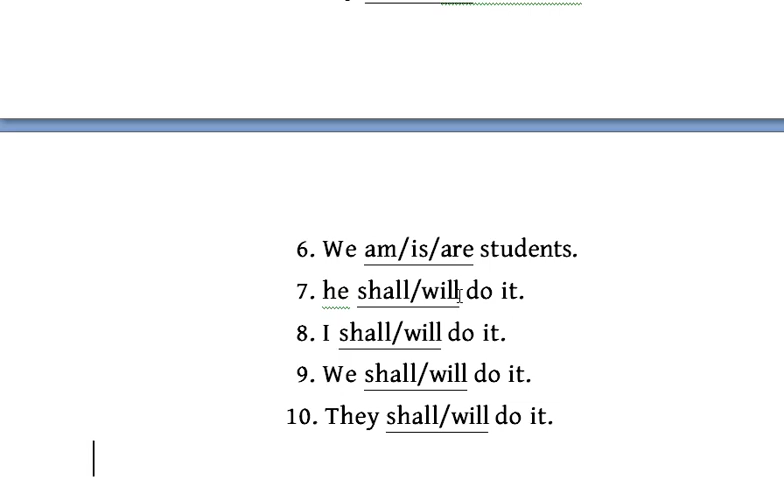 6. We am/is/are students.
7. he shall/will do it.
8. I shall/will do it.
9. We shall/will do it.
10. They shall/will do it.